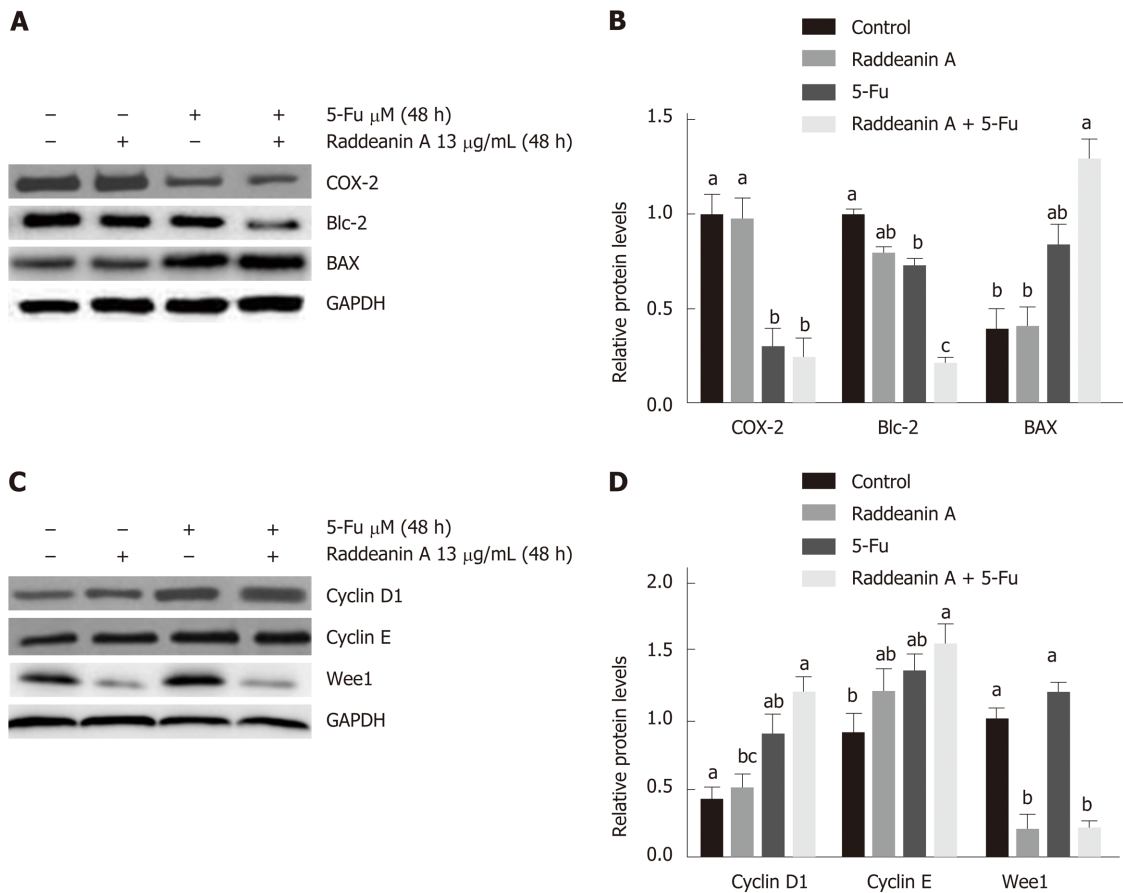 A
– – + + 5-Fu μM (48 h)
– + – + Raddeanin A 13 μg/mL (48 h)
COX-2
Blc-2
BAX
GAPDH
B
Control
Raddeanin A
5-Fu
Raddeanin A + 5-Fu
Relative protein levels
1.5
1.0
0.5
0.0
a a b b
a ab b c
b b ab a
COX-2 Blc-2 BAX
C
– – + + 5-Fu μM (48 h)
– + – + Raddeanin A 13 μg/mL (48 h)
Cyclin D1
Cyclin E
Wee1
GAPDH
D
Control
Raddeanin A
5-Fu
Raddeanin A + 5-Fu
Relative protein levels
2.0
1.5
1.0
0.5
0.0
a bc ab a
b ab ab a
a b a b
Cyclin D1 Cyclin E Wee1